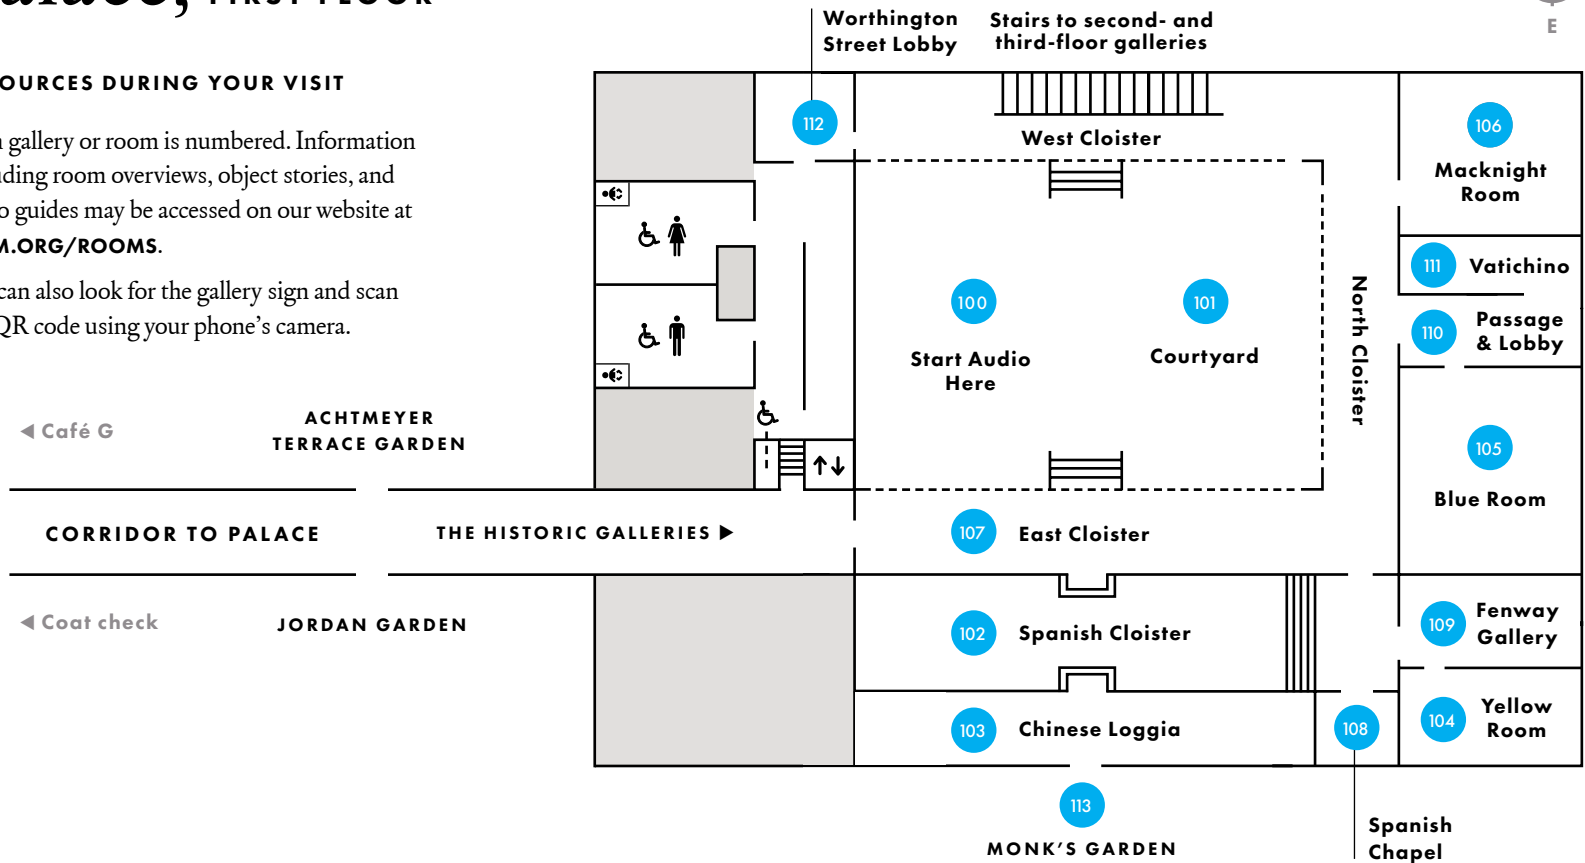 FIRST FLOOR
OURCES DURING YOUR VISIT
gallery or room is numbered. Information
uding room overviews, object stories, and
o guides may be accessed on our website at
M.ORG/ROOMS.
can also look for the gallery sign and scan
QR code using your phone's camera.
◀ Café G
ACHTMEYER
TERRACE GARDEN
CORRIDOR TO PALACE
THE HISTORIC GALLERIES ▶
◀ Coat check
JORDAN GARDEN
Worthington
Street Lobby
112
Stairs to second- and
third-floor galleries
E
West Cloister
106
Macknight
Room
111 Vatichino
110 Passage
& Lobby
North Cloister
100
Start Audio
Here
101
Courtyard
105
Blue Room
107 East Cloister
102 Spanish Cloister
109 Fenway
Gallery
103 Chinese Loggia
108
104 Yellow
Room
113
MONK'S GARDEN
Spanish
Chapel